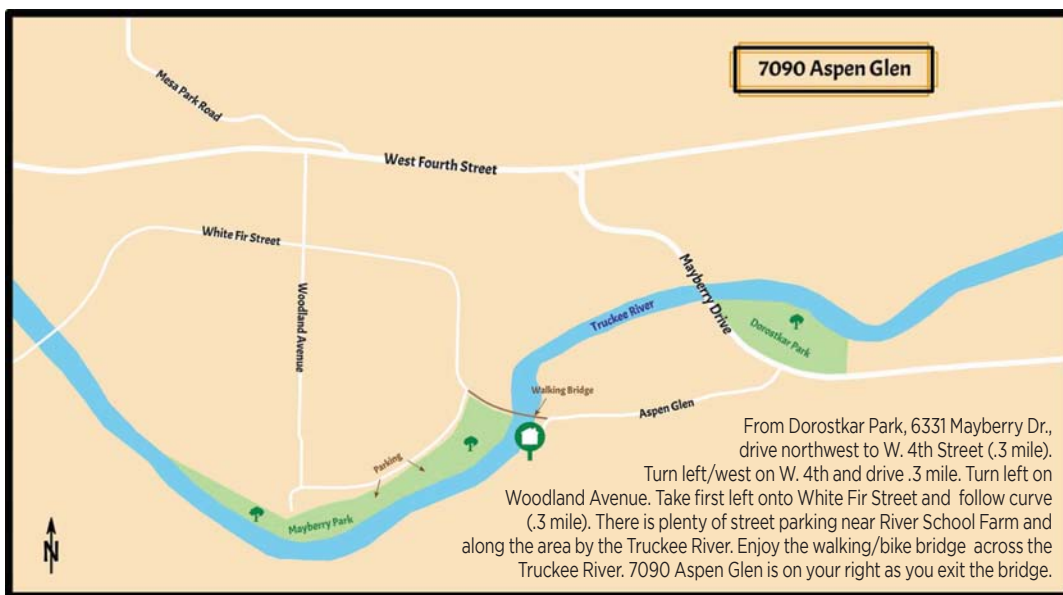 7090 Aspen Glen
Mesa Park Road
West Fourth Street
White Fir Street
Woodland Avenue
Mayberry Drive
Truckee River
Dorostkar Park
Walking Bridge
Aspen Glen
Parking
Mayberry Park
N
From Dorostkar Park, 6331 Mayberry Dr.,
drive northwest to W. 4th Street (.3 mile).
Turn left/west on W. 4th and drive .3 mile. Turn left on
Woodland Avenue. Take first left onto White Fir Street and follow curve
(.3 mile). There is plenty of street parking near River School Farm and
along the area by the Truckee River. Enjoy the walking/bike bridge across the
Truckee River. 7090 Aspen Glen is on your right as you exit the bridge.